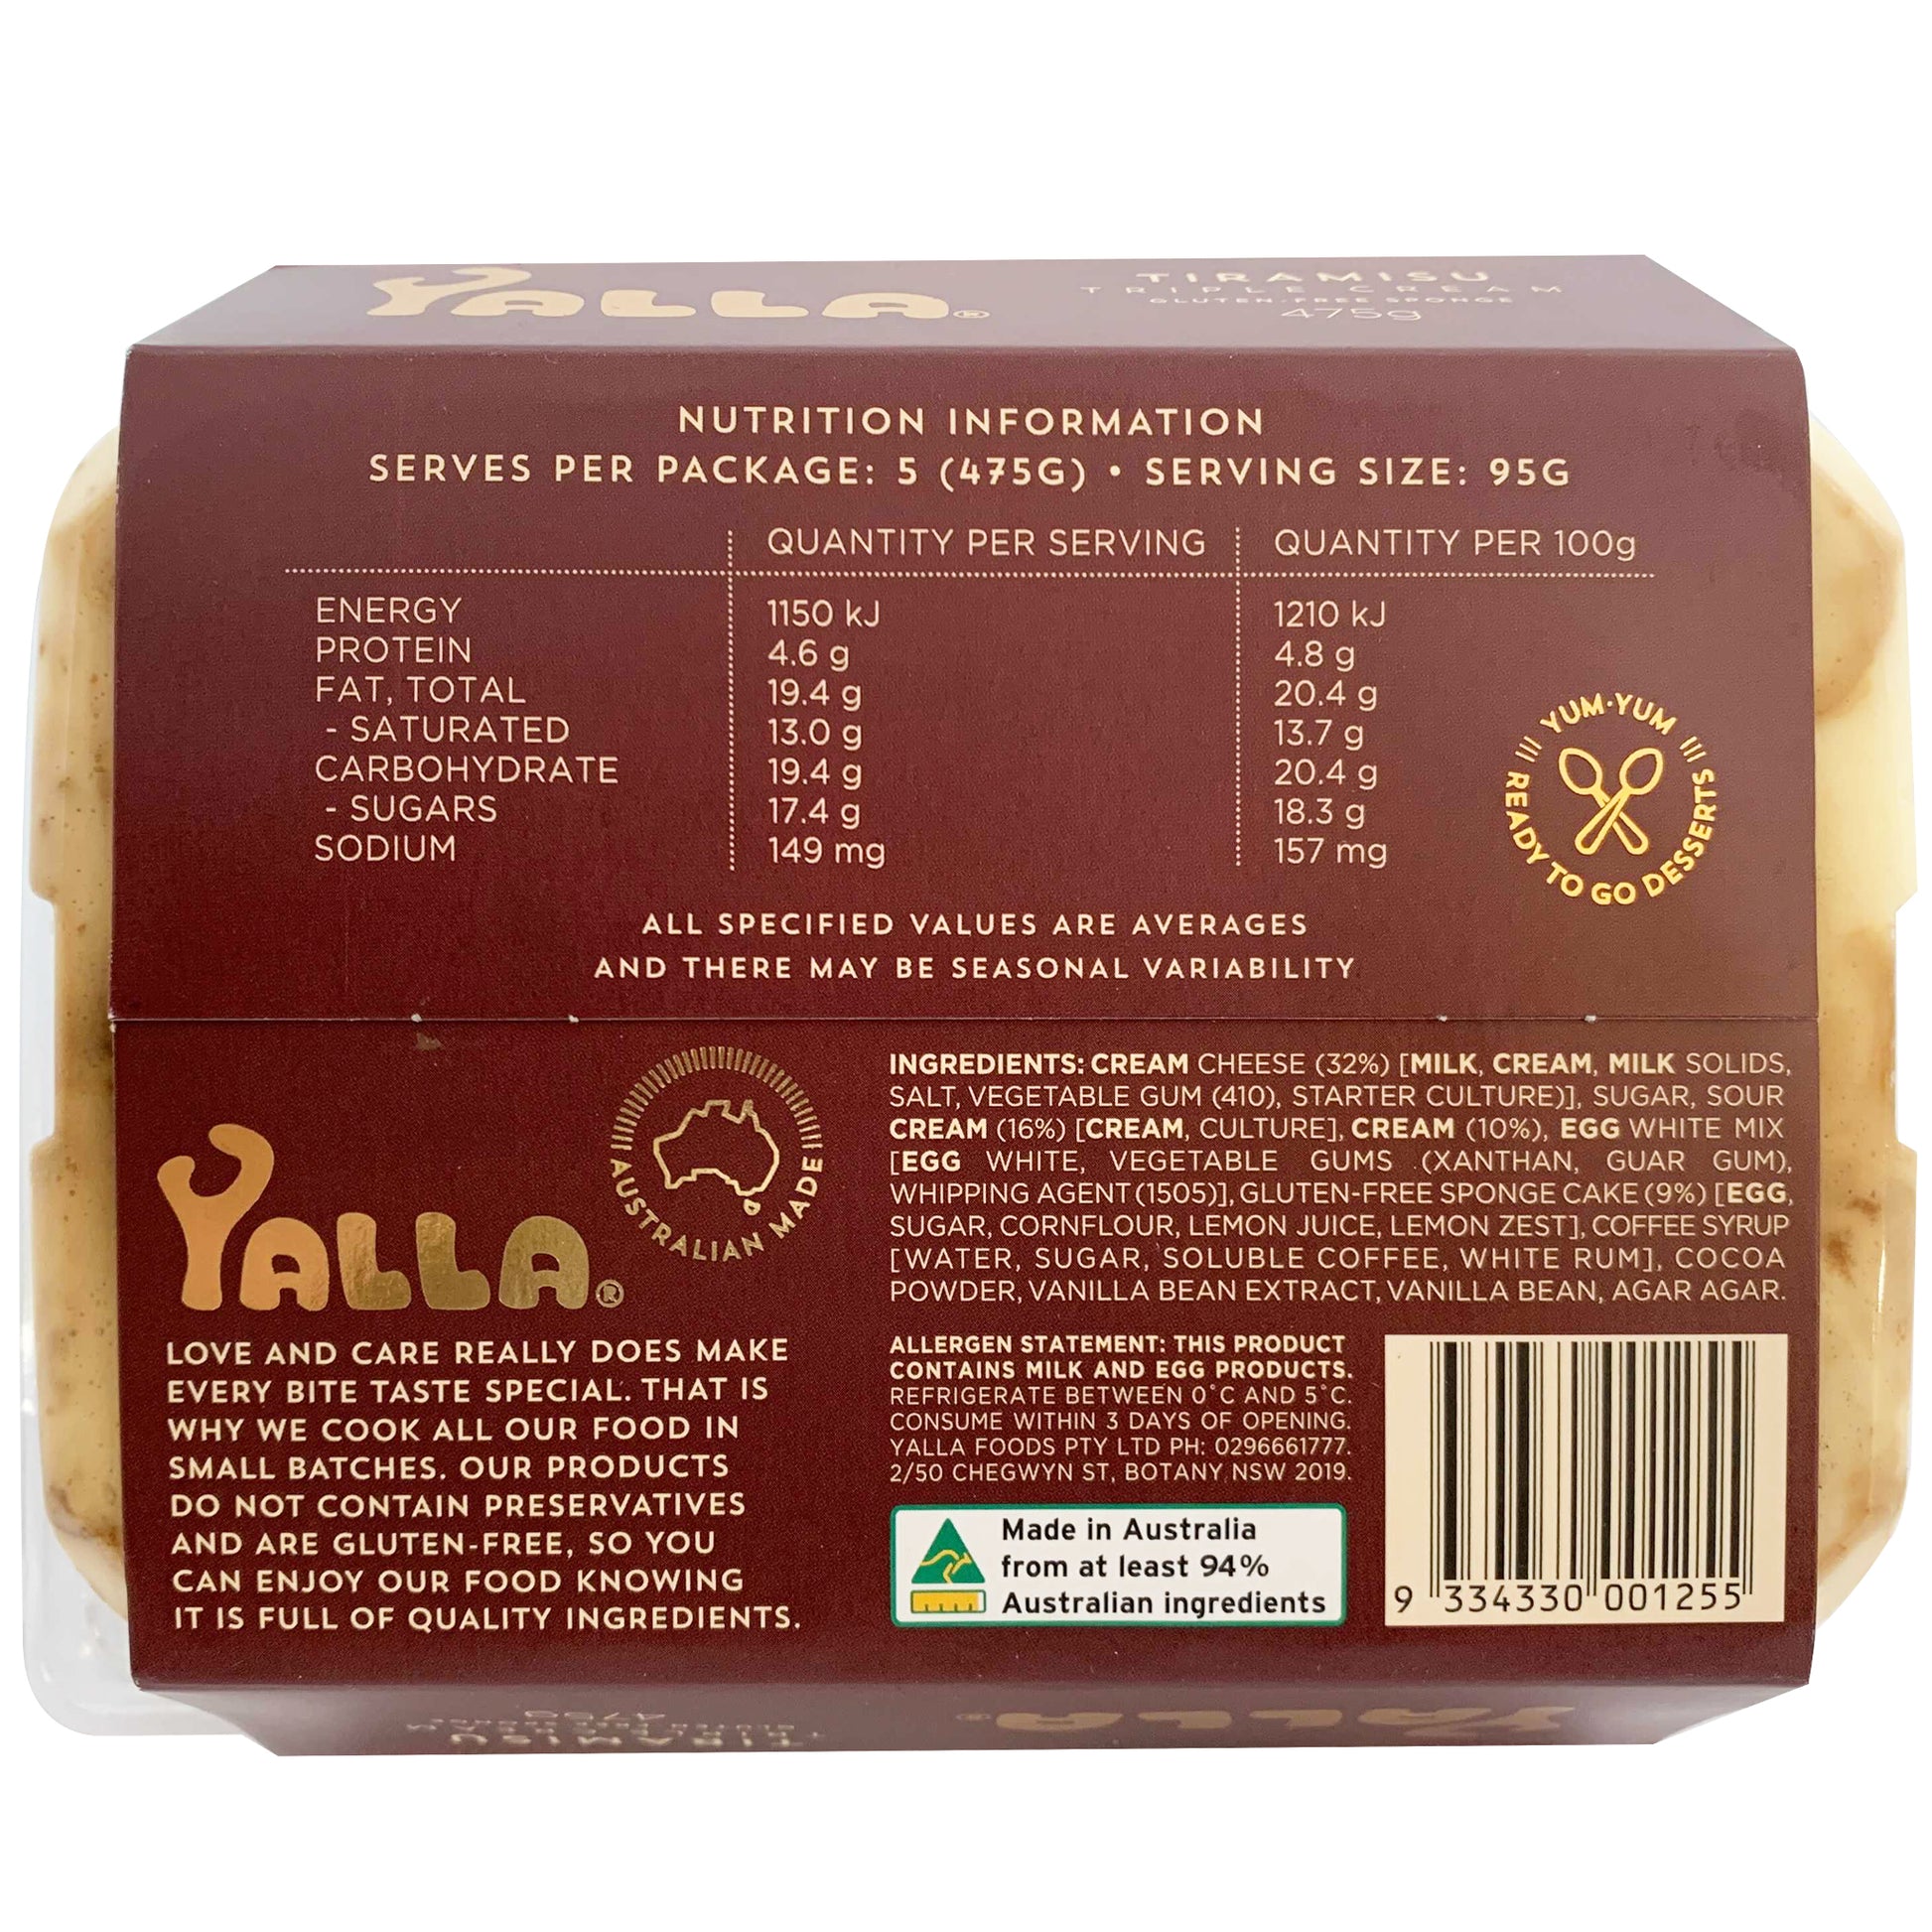 YALLA®
TIRAMISU
TRIPLE CREAM
GLUTEN-FREE SPONGE
475g
NUTRITION INFORMATION
SERVES PER PACKAGE: 5 (475G) • SERVING SIZE: 95G
QUANTITY PER SERVING QUANTITY PER 100g
ENERGY 1150 kJ 1210 kJ
PROTEIN 4.6 g 4.8 g
FAT, TOTAL 19.4 g 20.4 g
- SATURATED 13.0 g 13.7 g
CARBOHYDRATE 19.4 g 20.4 g
- SUGARS 17.4 g 18.3 g
SODIUM 149 mg 157 mg
YUM-YUM
READY TO GO DESSERTS
ALL SPECIFIED VALUES ARE AVERAGES
AND THERE MAY BE SEASONAL VARIABILITY
AUSTRALIAN MADE
YALLA®
LOVE AND CARE REALLY DOES MAKE
EVERY BITE TASTE SPECIAL. THAT IS
WHY WE COOK ALL OUR FOOD IN
SMALL BATCHES. OUR PRODUCTS
DO NOT CONTAIN PRESERVATIVES
AND ARE GLUTEN-FREE, SO YOU
CAN ENJOY OUR FOOD KNOWING
IT IS FULL OF QUALITY INGREDIENTS.
INGREDIENTS: CREAM CHEESE (32%) [MILK, CREAM, MILK SOLIDS,
SALT, VEGETABLE GUM (410), STARTER CULTURE)], SUGAR, SOUR
CREAM (16%) [CREAM, CULTURE], CREAM (10%), EGG WHITE MIX
[EGG WHITE, VEGETABLE GUMS (XANTHAN, GUAR GUM),
WHIPPING AGENT (1505)], GLUTEN-FREE SPONGE CAKE (9%) [EGG,
SUGAR, CORNFLOUR, LEMON JUICE, LEMON ZEST], COFFEE SYRUP
[WATER, SUGAR, SOLUBLE COFFEE, WHITE RUM], COCOA
POWDER, VANILLA BEAN EXTRACT, VANILLA BEAN, AGAR AGAR.
ALLERGEN STATEMENT: THIS PRODUCT
CONTAINS MILK AND EGG PRODUCTS.
REFRIGERATE BETWEEN 0°C AND 5°C.
CONSUME WITHIN 3 DAYS OF OPENING.
YALLA FOODS PTY LTD PH: 0296661777.
2/50 CHEGWYN ST, BOTANY NSW 2019.
Made in Australia
from at least 94%
Australian ingredients
9 334330 001255
YALLA®
TIRAMISU
475g